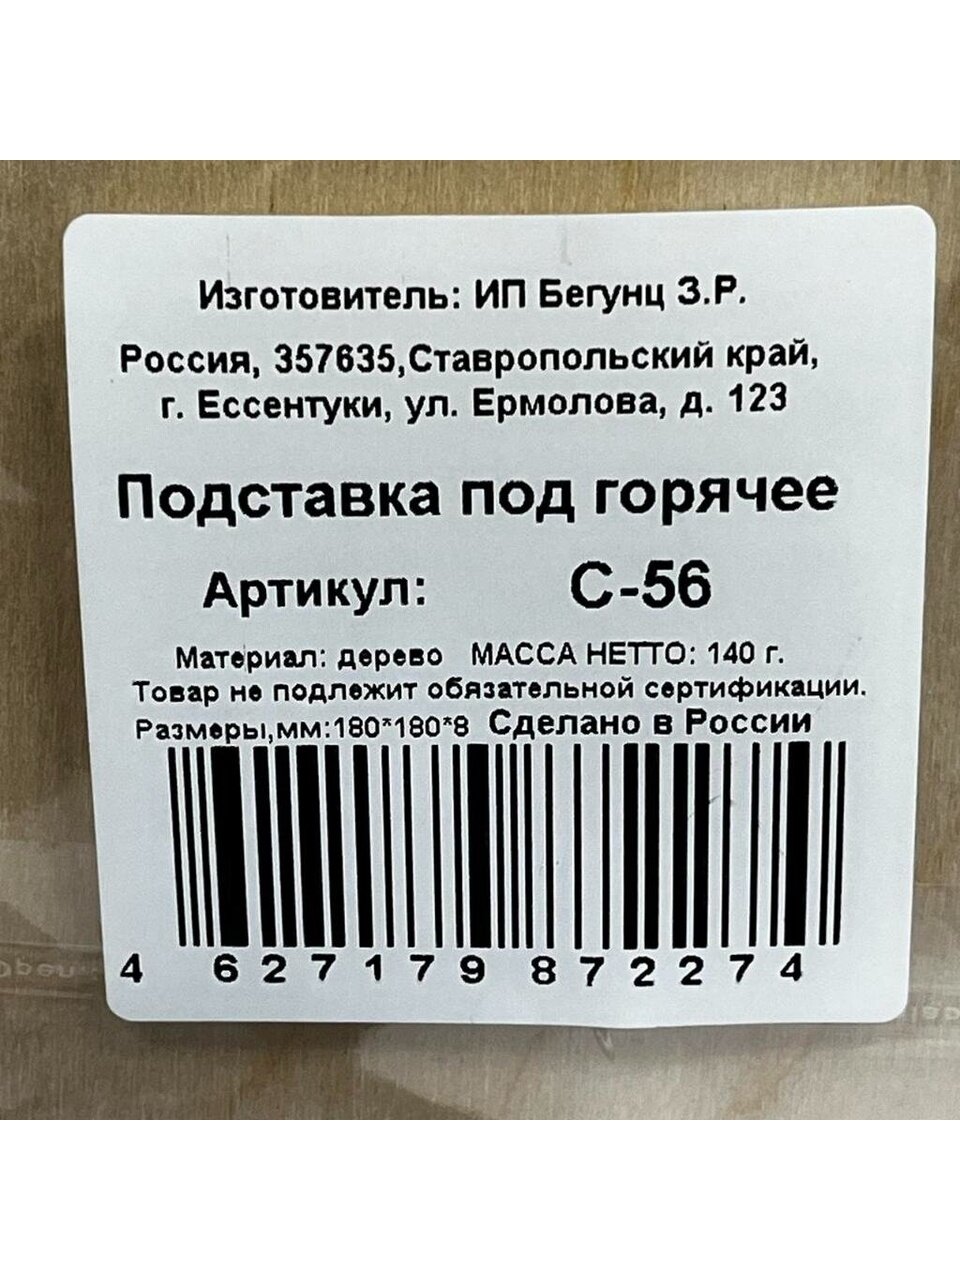 Изготовитель: ИП Бегунц З.Р.
Россия, 357635,Ставропольский край,
г. Ессентуки, ул. Ермолова, д. 123
Подставка под горячее
Артикул: С-56
Материал: дерево МАССА НЕТТО: 140 г.
Товар не подлежит обязательной сертификации.
Размеры,мм:180*180*8 Сделано в России
4 627179 872274